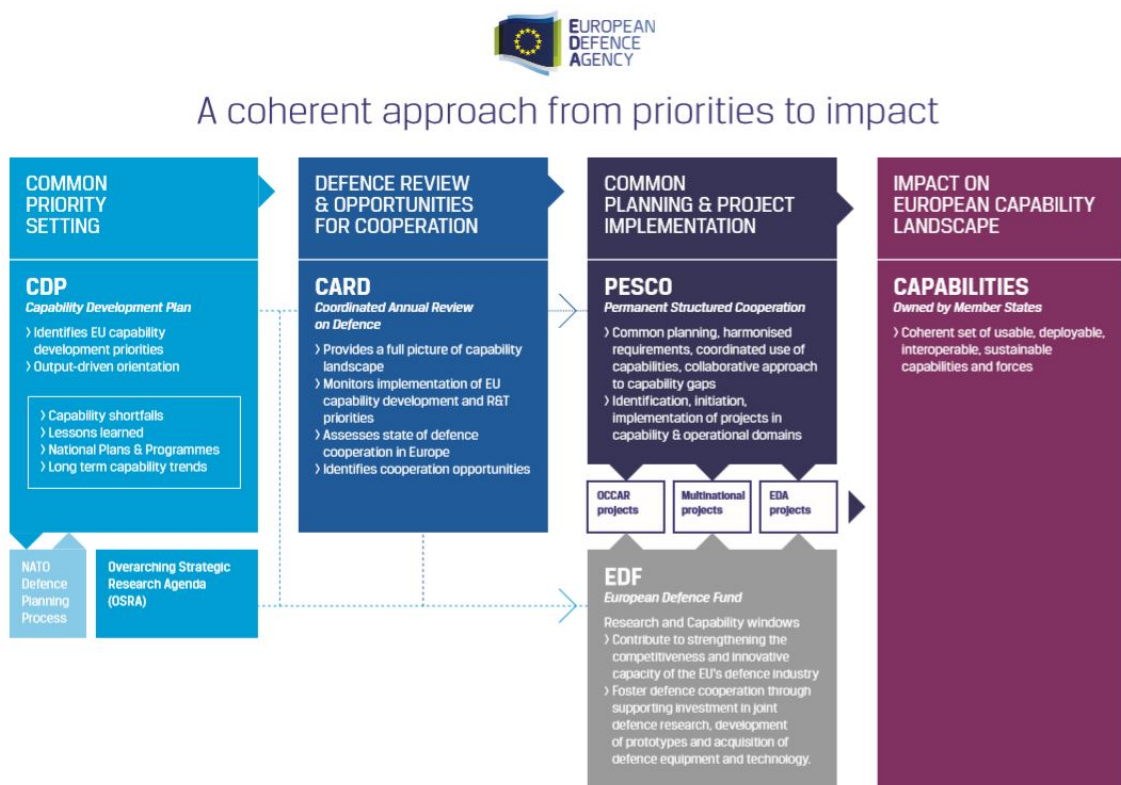 EUROPEAN
DEFENCE
AGENCY
A coherent approach from priorities to impact
COMMON
PRIORITY
SETTING
CDP
Capability Development Plan
› Identifies EU capability
development priorities
› Output-driven orientation
› Capability shortfalls
› Lessons learned
› National Plans & Programmes
› Long term capability trends
NATO
Defence
Planning
Process
Overarching Strategic
Research Agenda
(OSRA)
DEFENCE REVIEW
& OPPORTUNITIES
FOR COOPERATION
CARD
Coordinated Annual Review
on Defence
› Provides a full picture of capability
landscape
› Monitors implementation of EU
capability development and R&T
priorities
› Assesses state of defence
cooperation in Europe
› Identifies cooperation opportunities
COMMON
PLANNING & PROJECT
IMPLEMENTATION
PESCO
Permanent Structured Cooperation
› Common planning, harmonised
requirements, coordinated use of
capabilities, collaborative approach
to capability gaps
› Identification, initiation,
implementation of projects in
capability & operational domains
OCCAR
projects
Multinational
projects
EDA
projects
EDF
European Defence Fund
Research and Capability windows
› Contribute to strengthening the
competitiveness and innovative
capacity of the EU's defence industry
› Foster defence cooperation through
supporting investment in joint
defence research, development
of prototypes and acquisition of
defence equipment and technology.
IMPACT ON
EUROPEAN CAPABILITY
LANDSCAPE
CAPABILITIES
Owned by Member States
› Coherent set of usable, deployable,
interoperable, sustainable
capabilities and forces